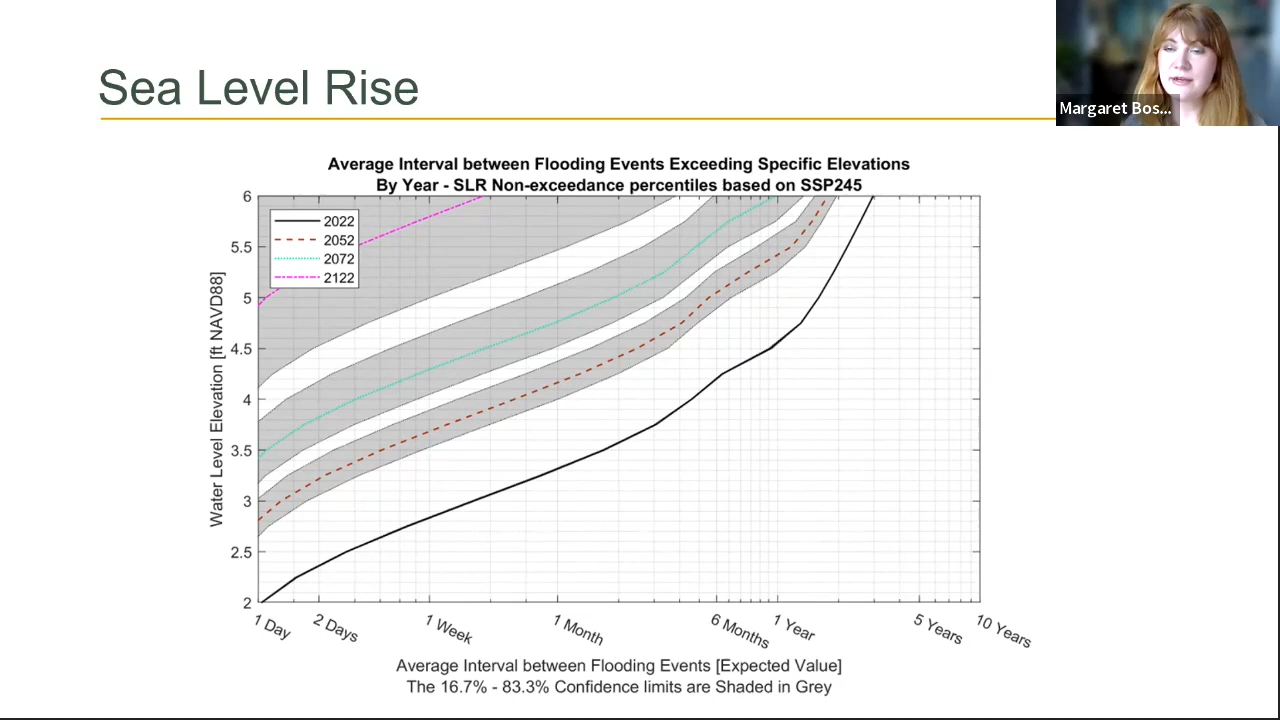 Sea Level Rise
Margaret Bos...
Average Interval between Flooding Events Exceeding Specific Elevations
By Year - SLR Non-exceedance percentiles based on SSP245
2022
2052
2072
2122
6
5.5
5
4.5
4
3.5
3
2.5
2
Water Level Elevation [ft NAVD88]
1 Day
2 Days
1 Week
1 Month
6 Months
1 Year
5 Years
10 Years
Average Interval between Flooding Events [Expected Value]
The 16.7% - 83.3% Confidence limits are Shaded in Grey